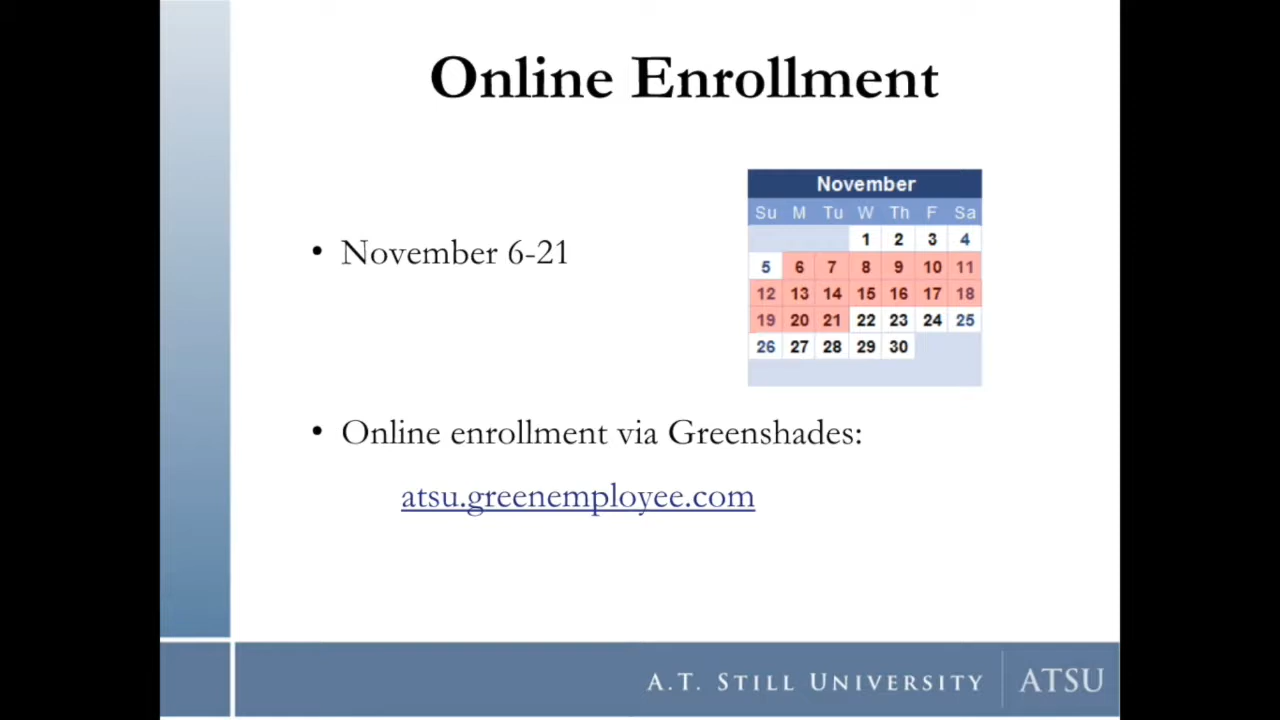 Online Enrollment
• November 6-21
November
Su M Tu W Th F Sa
1 2 3 4
5 6 7 8 9 10 11
12 13 14 15 16 17 18
19 20 21 22 23 24 25
26 27 28 29 30
• Online enrollment via Greenshades:
atsu.greenemployee.com
A.T. STILL UNIVERSITY ATSU